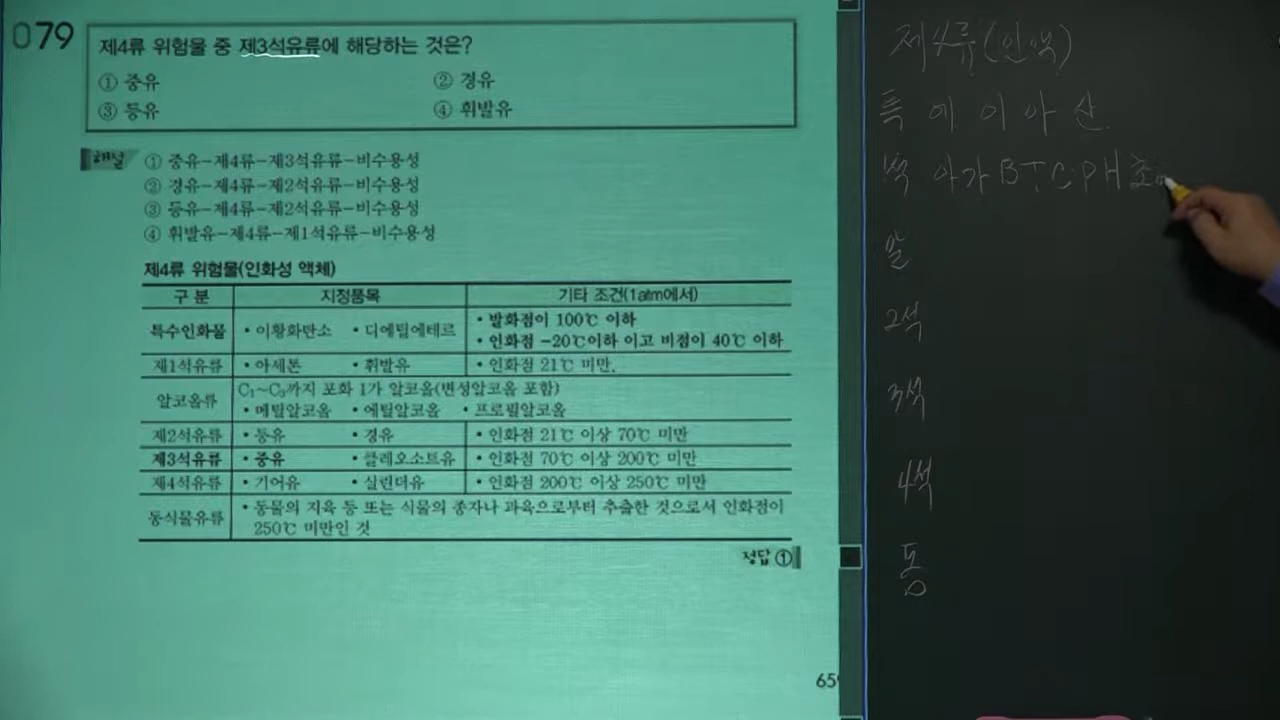 079
제4류 위험물 중 제3석유류에 해당하는 것은?
① 중유 ② 경유
③ 등유 ④ 휘발유
해설
① 중유-제4류-제3석유류-비수용성
② 경유-제4류-제2석유류-비수용성
③ 등유-제4류-제2석유류-비수용성
④ 휘발유-제4류-제1석유류-비수용성
제4류 위험물(인화성 액체)
구 분 지정품목 기타 조건(1atm에서)
특수인화물 • 이황화탄소 • 디에틸에테르 • 발화점이 100℃ 이하
• 인화점 -20℃이하 이고 비점이 40℃ 이하
제1석유류 • 아세톤 • 휘발유 • 인화점 21℃ 미만.
알코올류 C₁~C₃까지 포화 1가 알코올(변성알코올 포함)
• 메틸알코올 • 에틸알코올 • 프로필알코올
제2석유류 • 등유 • 경유 • 인화점 21℃ 이상 70℃ 미만
제3석유류 • 중유 • 클레오소트유 • 인화점 70℃ 이상 200℃ 미만
제4석유류 • 기어유 • 실린더유 • 인화점 200℃ 이상 250℃ 미만
동식물유류 • 동물의 지육 등 또는 식물의 종자나 과육으로부터 추출한 것으로서 인화점이
250℃ 미만인 것
정답 ①
제4류(인액)
특 에 이 아 산
아가 B T C P H 초
알
2석
3석
4석
동